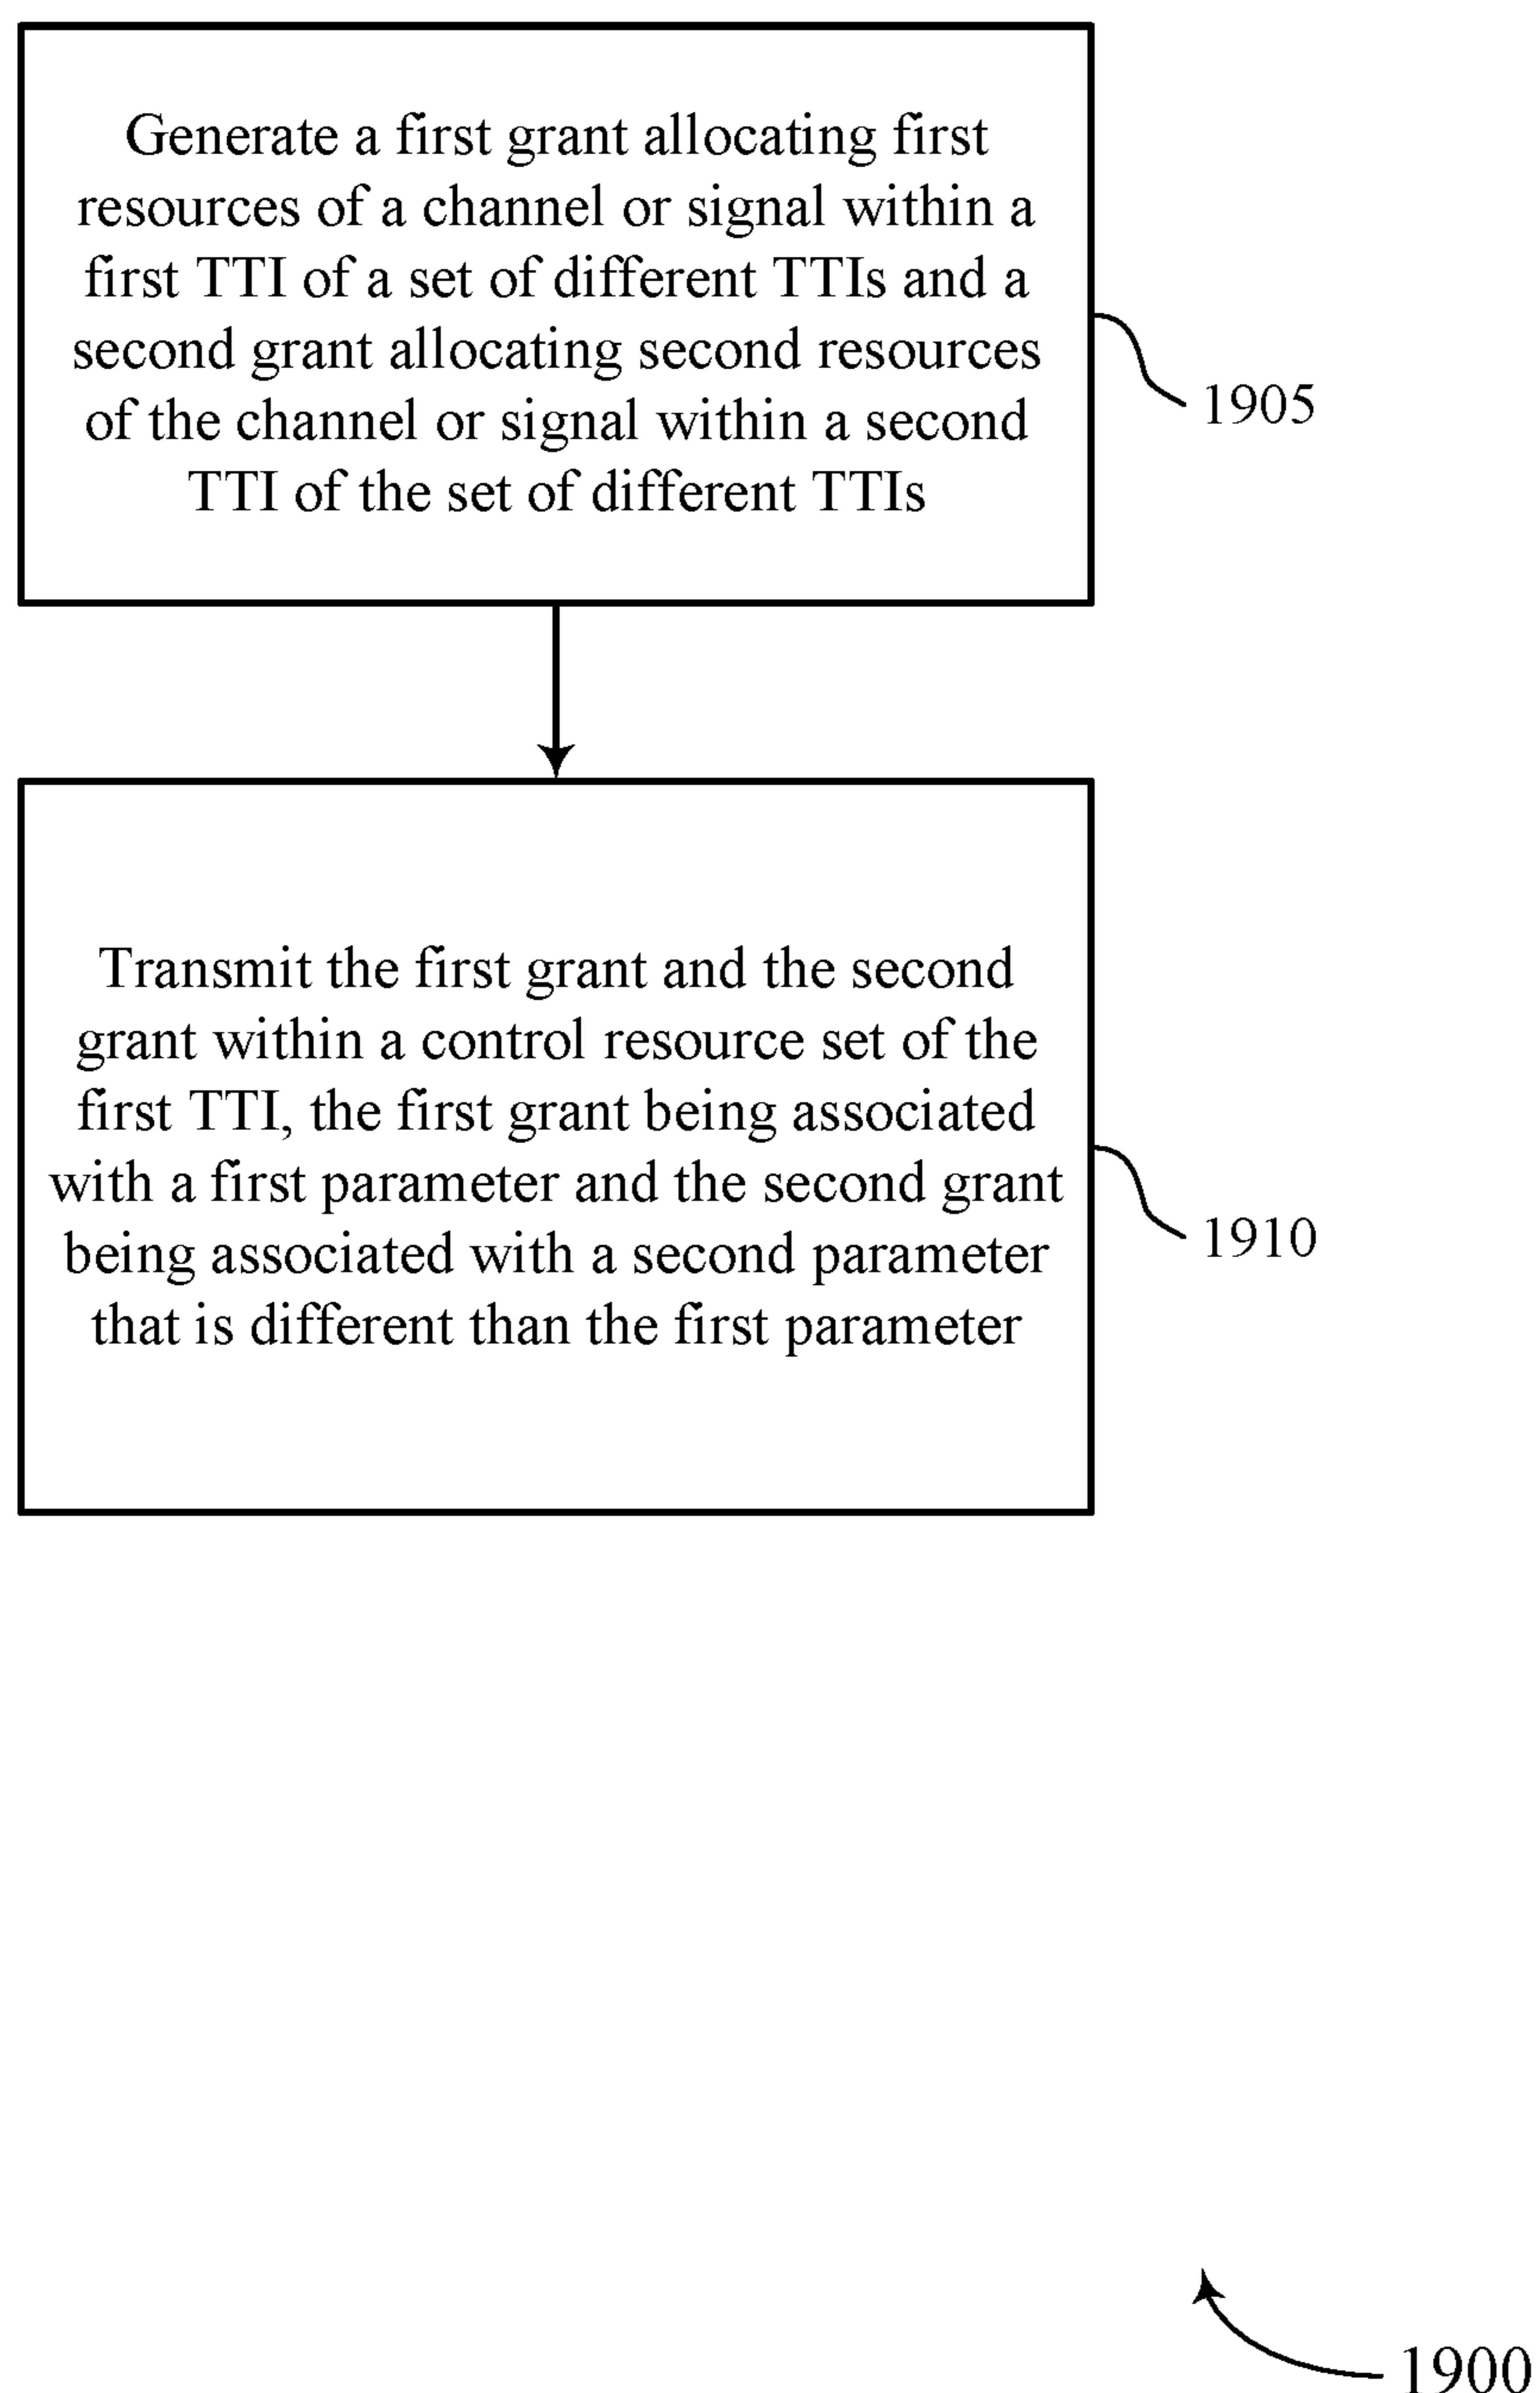 Generate a first grant allocating first
resources of a channel or signal within a
first TTI of a set of different TTIs and a
second grant allocating second resources
of the channel or signal within a second
TTI of the set of different TTIs
1905
Transmit the first grant and the second
grant within a control resource set of the
first TTI, the first grant being associated
with a first parameter and the second grant
being associated with a second parameter
that is different than the first parameter
1910
1900